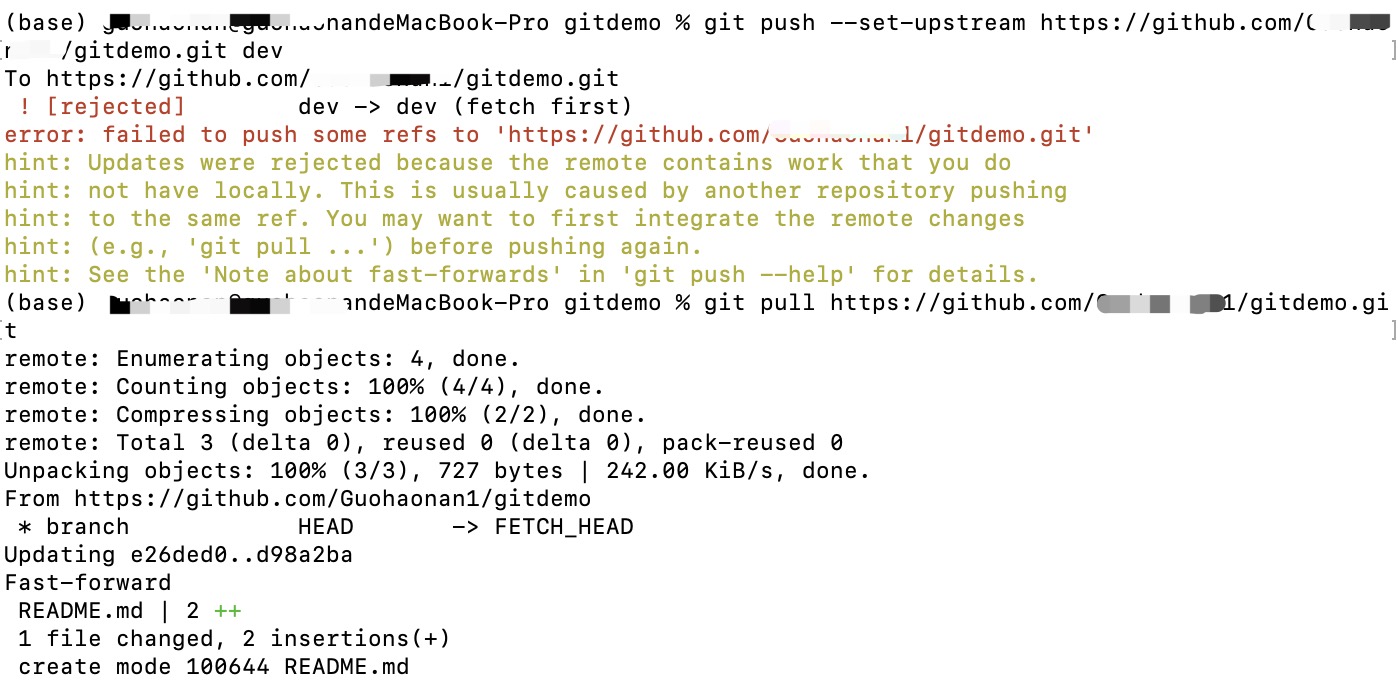 (base) andeMacBook-Pro gitdemo % git push --set-upstream https://github.com/
/gitdemo.git dev
To https://github.com/ /gitdemo.git
! [rejected] dev -> dev (fetch first)
error: failed to push some refs to 'https://github.com/ 1/gitdemo.git'
hint: Updates were rejected because the remote contains work that you do
hint: not have locally. This is usually caused by another repository pushing
hint: to the same ref. You may want to first integrate the remote changes
hint: (e.g., 'git pull ...') before pushing again.
hint: See the 'Note about fast-forwards' in 'git push --help' for details.
(base) andeMacBook-Pro gitdemo % git pull https://github.com/ 1/gitdemo.gi
t
remote: Enumerating objects: 4, done.
remote: Counting objects: 100% (4/4), done.
remote: Compressing objects: 100% (2/2), done.
remote: Total 3 (delta 0), reused 0 (delta 0), pack-reused 0
Unpacking objects: 100% (3/3), 727 bytes | 242.00 KiB/s, done.
From https://github.com/Guohaonan1/gitdemo
* branch HEAD -> FETCH_HEAD
Updating e26ded0..d98a2ba
Fast-forward
README.md | 2 ++
1 file changed, 2 insertions(+)
create mode 100644 README.md